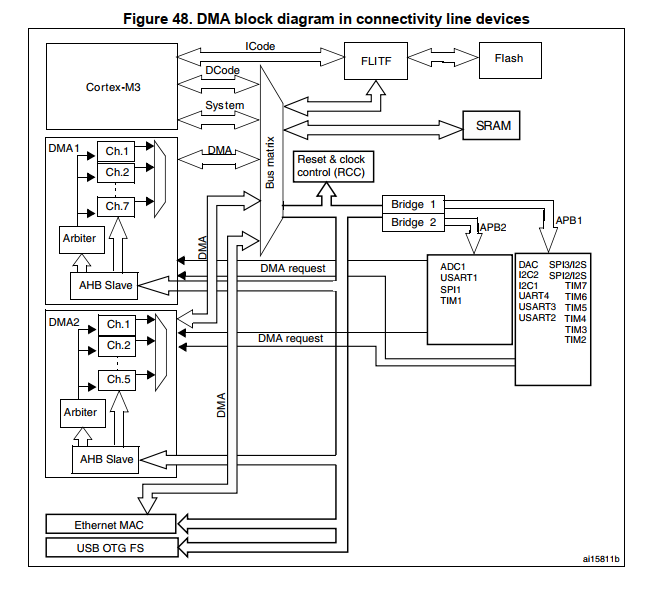 Figure 48. DMA block diagram in connectivity line devices
ICode
FLITF
Flash
Cortex-M3
DCode
System
SRAM
DMA1
Ch.1
DMA
Bus matrix
Reset & clock
control (RCC)
Ch.2
Ch.7
Bridge 1
Bridge 2
APB2
APB1
Arbiter
DMA
AHB Slave
DMA request
ADC1
USART1
SPI1
TIM1
DAC SPI3/I2S
I2C2 SPI2/I2S
I2C1 TIM7
UART4 TIM6
USART3 TIM5
USART2 TIM4
TIM3
TIM2
DMA2
Ch.1
Ch.2
DMA request
Ch.5
Arbiter
DMA
AHB Slave
Ethernet MAC
USB OTG FS
ai15811b